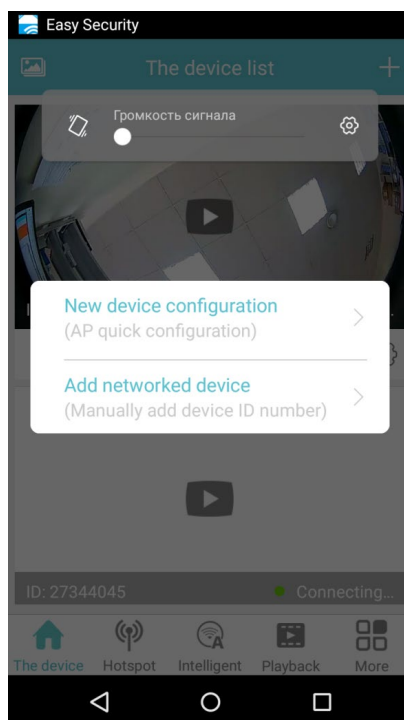 Easy Security
The device list
Громкость сигнала
New device configuration
(AP quick configuration)
Add networked device
(Manually add device ID number)
ID: 27344045 Connecting...
The device Hotspot Intelligent Playback More